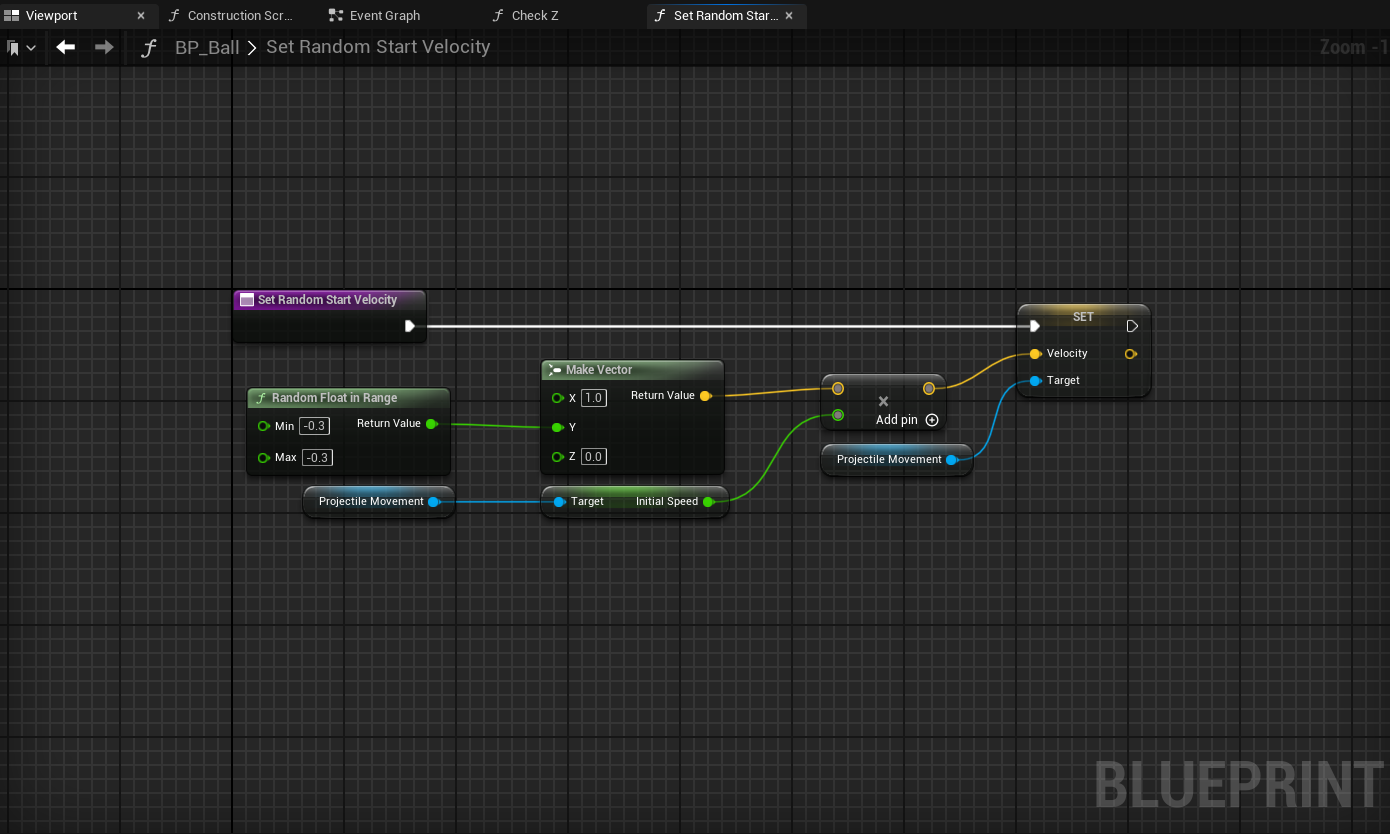 Viewport
Construction Scr...
Event Graph
Check Z
Set Random Star...
BP_Ball > Set Random Start Velocity
Zoom -1
Set Random Start Velocity
SET
Velocity
Target
Make Vector
X 1.0
Return Value
Y
Z 0.0
Random Float in Range
Min -0.3
Return Value
Max -0.3
Add pin
Projectile Movement
Projectile Movement
Target
Initial Speed
BLUEPRINT